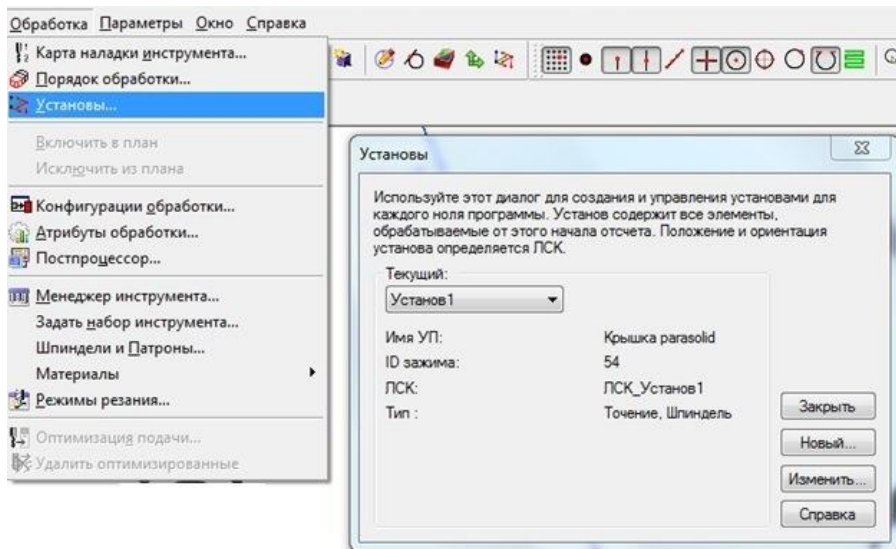 Обработка Параметры Окно Справка
Карта наладки инструмента...
Порядок обработки...
Установы...
Включить в план
Исключить из плана
Конфигурации обработки...
Атрибуты обработки...
Постпроцессор...
Менеджер инструмента...
Задать набор инструмента...
Шпиндели и Патроны...
Материалы
Режимы резания...
Оптимизация подачи...
Удалить оптимизированные
Установы
Используйте этот диалог для создания и управления установами для
каждого ноля программы. Установ содержит все элементы,
обрабатываемые от этого начала отсчета. Положение и ориентация
установа определяется ЛСК.
Текущий:
Установ1
Имя УП: Крышка parasolid
ID зажима: 54
ЛСК: ЛСК_Установ1
Тип : Точение, Шпиндель
Закрыть
Новый...
Изменить...
Справка